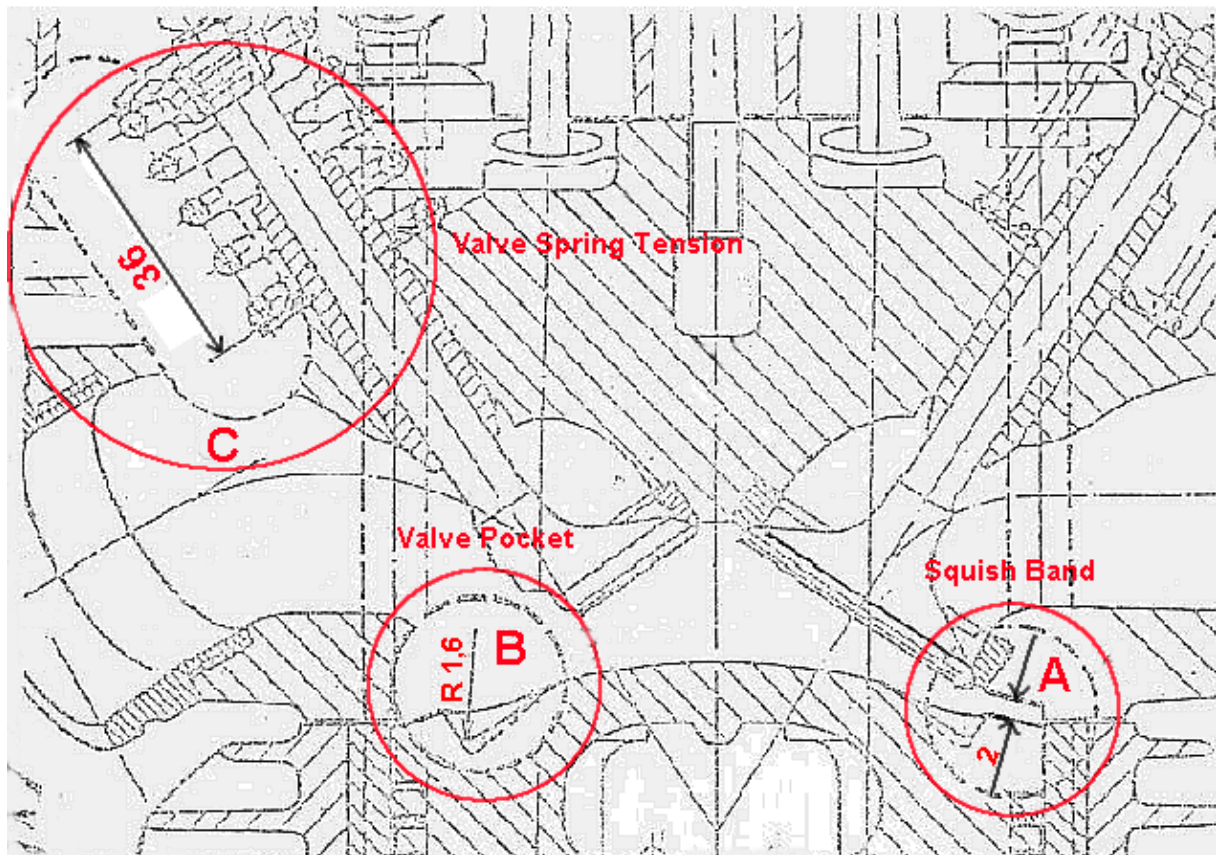 Valve Spring Tension
36
C
Valve Pocket
Squish Band
B
R 1,6
A
2